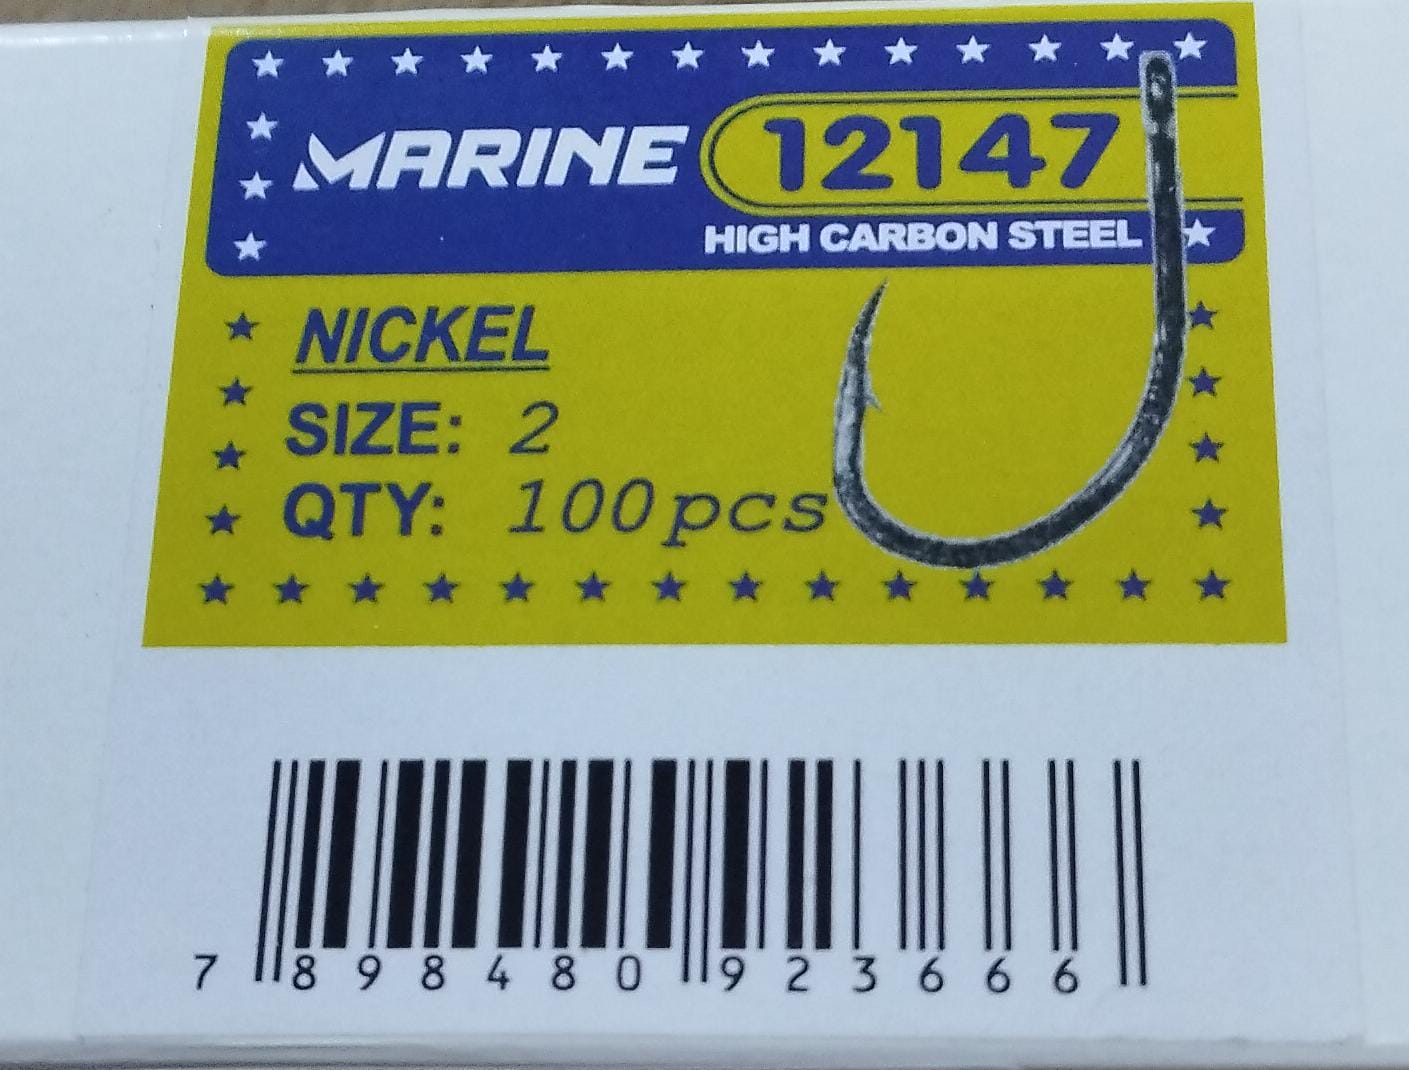 MARINE 12147
HIGH CARBON STEEL
NICKEL
SIZE: 2
QTY: 100pcs
7 898480 923666